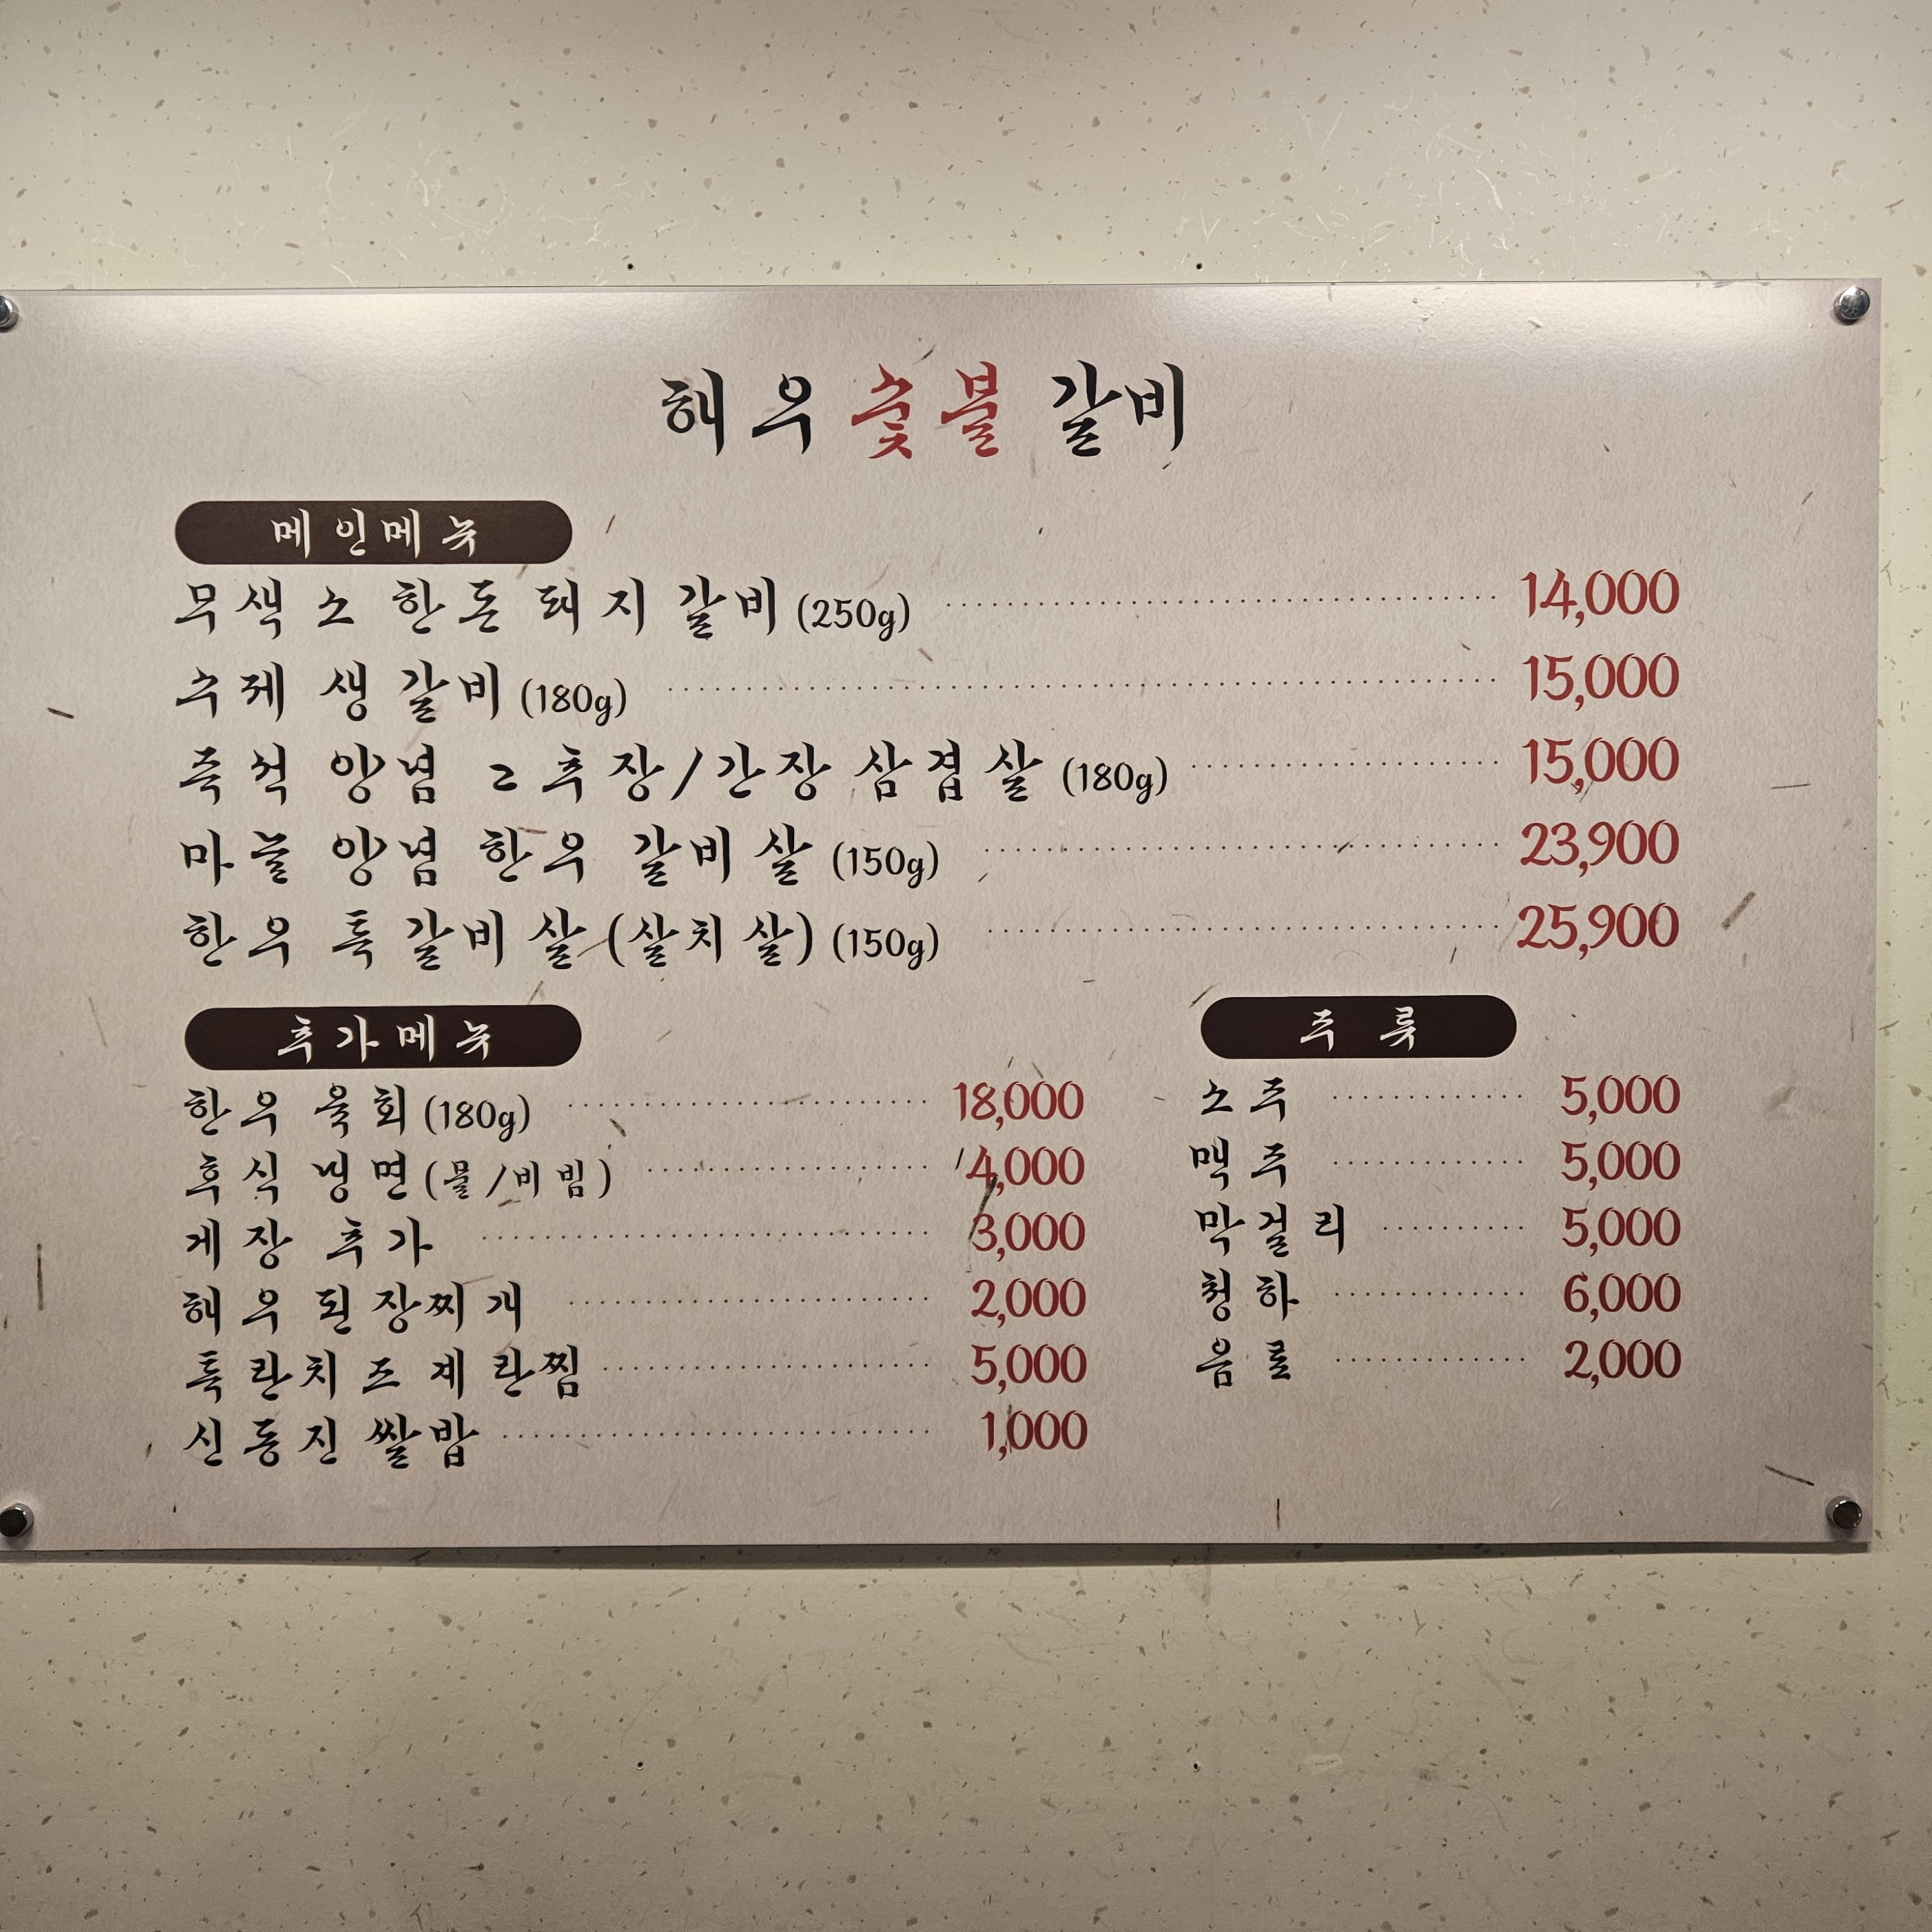 해우 숯불 갈비
메인메뉴
무색소 한돈 돼지 갈비 (250g) 14,000
수제 생 갈비 (180g) 15,000
즉석 양념 고추장/간장 삼겹살 (180g) 15,000
마늘 양념 한우 갈비살 (150g) 23,900
한우 특 갈비살(살치살) (150g) 25,900
추가메뉴
한우 육회 (180g) 18,000
후식 냉면 (물/비빔) 4,000
게장 추가 3,000
해우 된장찌개 2,000
특란치즈 계란찜 5,000
신동진 쌀밥 1,000
주 류
소주 5,000
맥주 5,000
막걸리 5,000
청하 6,000
음료 2,000